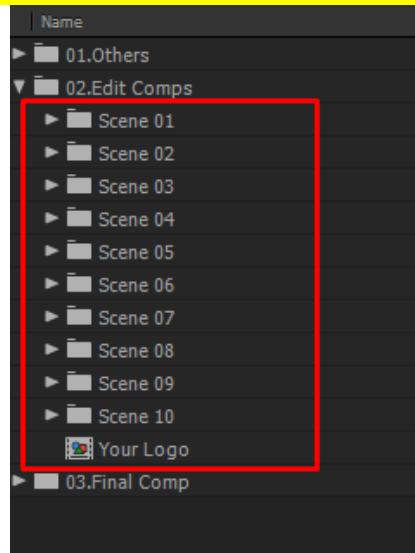 Name
01.Others
02.Edit Comps
Scene 01
Scene 02
Scene 03
Scene 04
Scene 05
Scene 06
Scene 07
Scene 08
Scene 09
Scene 10
Your Logo
03.Final Comp